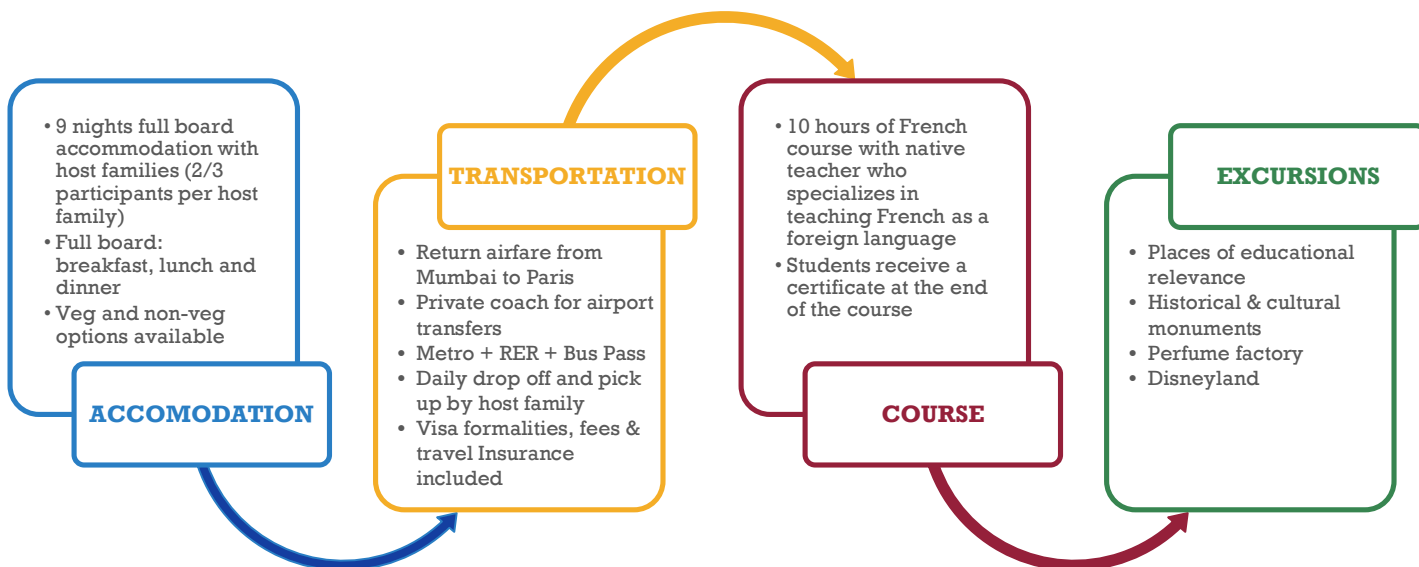 • 9 nights full board
accommodation with
host families (2/3
participants per host
family)
• Full board:
breakfast, lunch and
dinner
• Veg and non-veg
options available
ACCOMODATION
TRANSPORTATION
• Return airfare from
Mumbai to Paris
• Private coach for airport
transfers
• Metro + RER + Bus Pass
• Daily drop off and pick
up by host family
• Visa formalities, fees &
travel Insurance
included
• 10 hours of French
course with native
teacher who
specializes in
teaching French as a
foreign language
• Students receive a
certificate at the end
of the course
COURSE
EXCURSIONS
• Places of educational
relevance
• Historical & cultural
monuments
• Perfume factory
• Disneyland